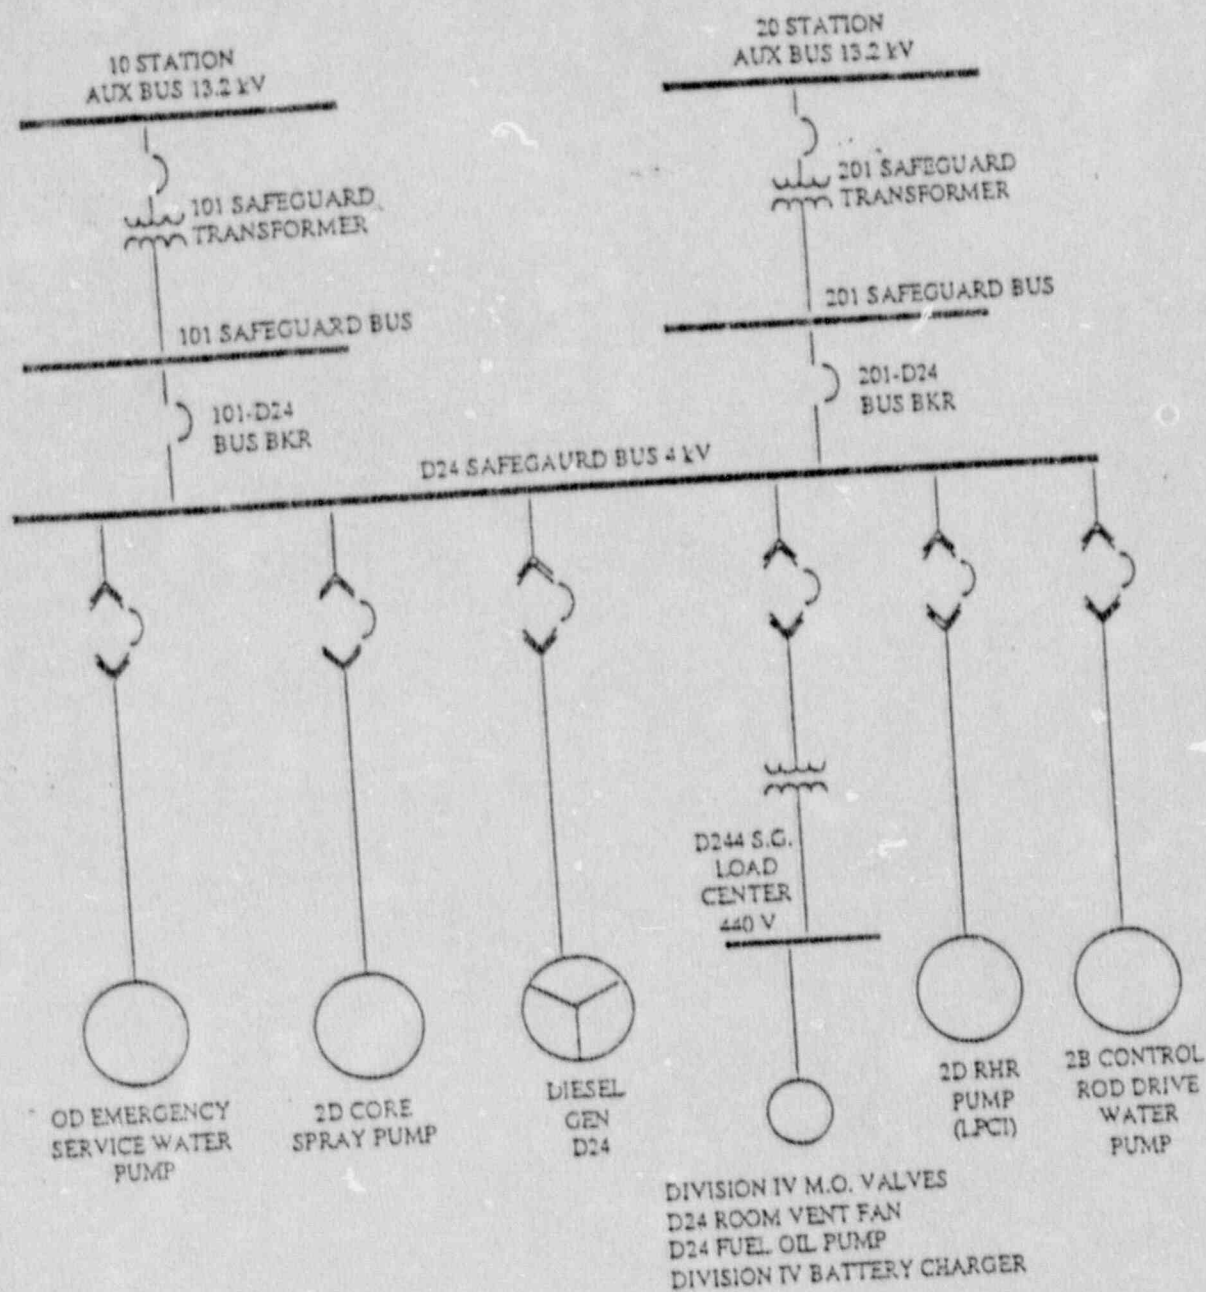 10 STATION
AUX BUS 13.2 kV
20 STATION
AUX BUS 13.2 kV
101 SAFEGUARD
TRANSFORMER
201 SAFEGUARD
TRANSFORMER
101 SAFEGUARD BUS
201 SAFEGUARD BUS
101-D24
BUS BKR
201-D24
BUS BKR
D24 SAFEGAURD BUS 4 kV
D244 S.G.
LOAD
CENTER
440 V
OD EMERGENCY
SERVICE WATER
PUMP
2D CORE
SPRAY PUMP
DIESEL
GEN
D24
2D RHR
PUMP
(LPCI)
2B CONTROL
ROD DRIVE
WATER
PUMP
DIVISION IV M.O. VALVES
D24 ROOM VENT FAN
D24 FUEL OIL PUMP
DIVISION IV BATTERY CHARGER